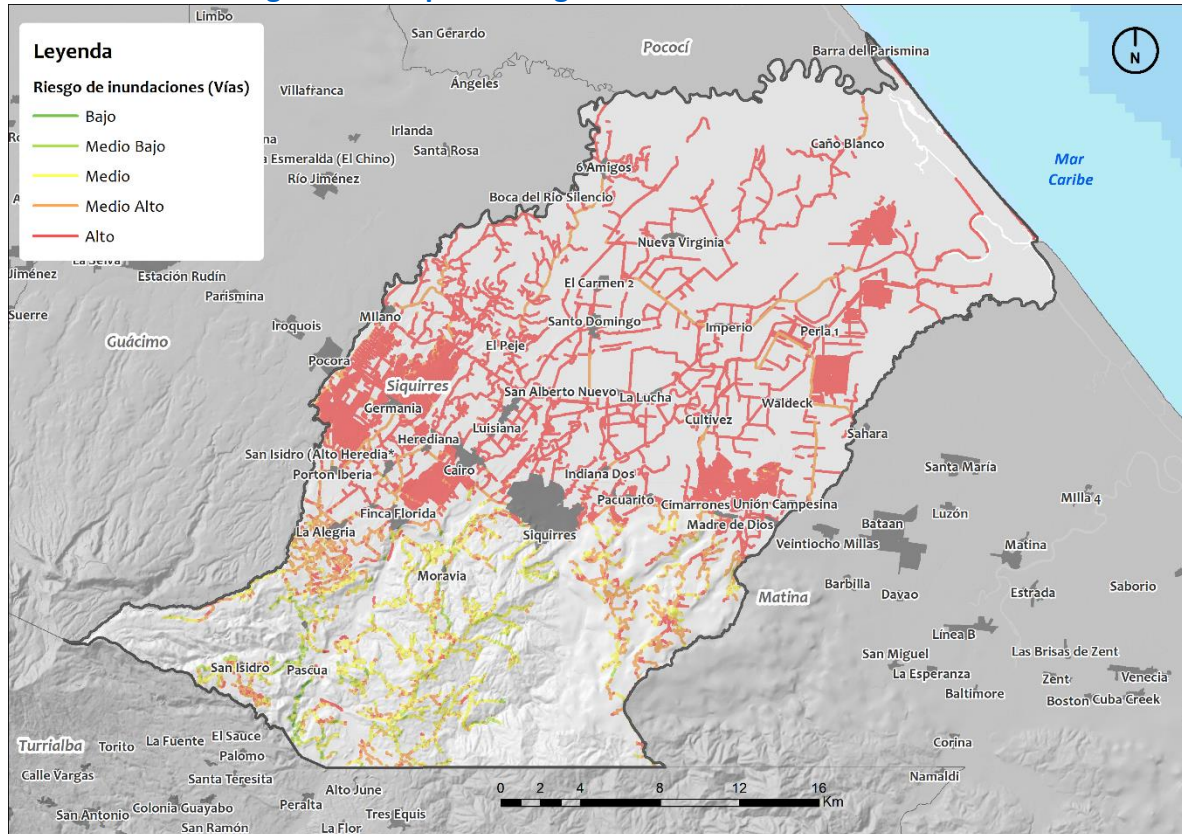 Limbo
San Gerardo
Pococí
Barra del Parismina
N
Leyenda
Riesgo de inundaciones (Vías)
Bajo
Medio Bajo
Medio
Medio Alto
Alto
Villafranca
Ángeles
Irlanda
Santa Rosa
a Esmeralda (El Chino)
Río Jiménez
6 Amigos
Caño Blanco
Mar
Caribe
Boca del Río Silencio
Nueva Virginia
Jiménez
La Selva
Estación Rudín
Parismina
El Carmen 2
Suerre
Iroquois
Milano
Santo Domingo
Imperio
Perla 1
Guácimo
Pocora
El Peje
Siquirres
Germania
San Alberto Nuevo
La Lucha
Waldeck
Herediana
Luisiana
Cultivez
Sahara
San Isidro (Alto Heredia*
Porton Iberia
Cairo
Indiana Dos
Santa María
Pacuarito
Cimarrones
Unión Campesina
Milla 4
Finca Florida
Luzón
La Alegria
Siquirres
Madre de Dios
Bataan
Veintiocho Millas
Matina
Moravia
Barbilla
Davao
Estrada
Saborio
Matina
Línea B
San Isidro
Pascua
San Miguel
La Esperanza
Las Brisas de Zent
Zent
Venecia
Baltimore
Boston
Cuba Creek
Turrialba
Torito
La Fuente
El Sauce
Palomo
Corina
Calle Vargas
Santa Teresita
Alto June
Namaldí
San Antonio
Colonia Guayabo
Peralta
Tres Equis
San Ramón
La Flor
0 2 4 8 12 16
Km